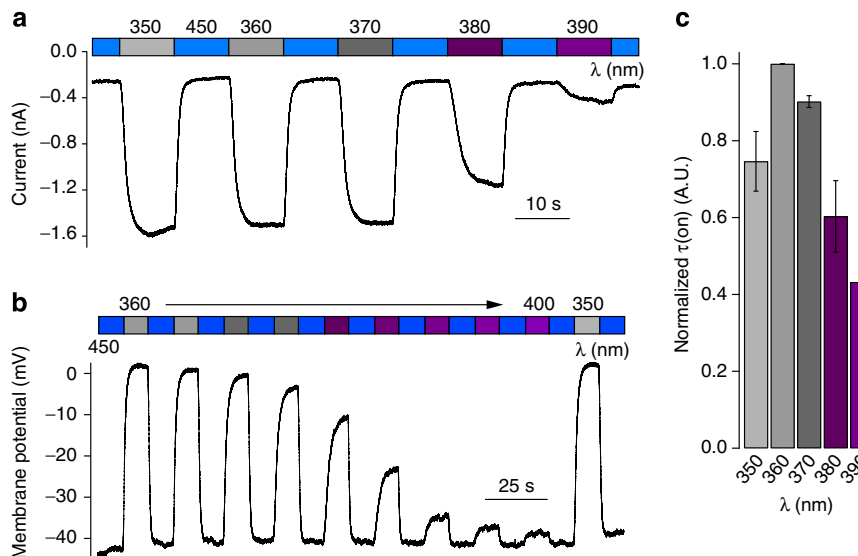 a
350 450 360 370 380 390
λ (nm)
0.0
−0.4
−0.8
−1.2
−1.6
Current (nA)
10 s
b
360 400 350
450
λ (nm)
0
−10
−20
−30
−40
Membrane potential (mV)
25 s
c
1.0
0.8
0.6
0.4
0.2
0.0
Normalized τ(on) (A.U.)
350 360 370 380 390
λ (nm)